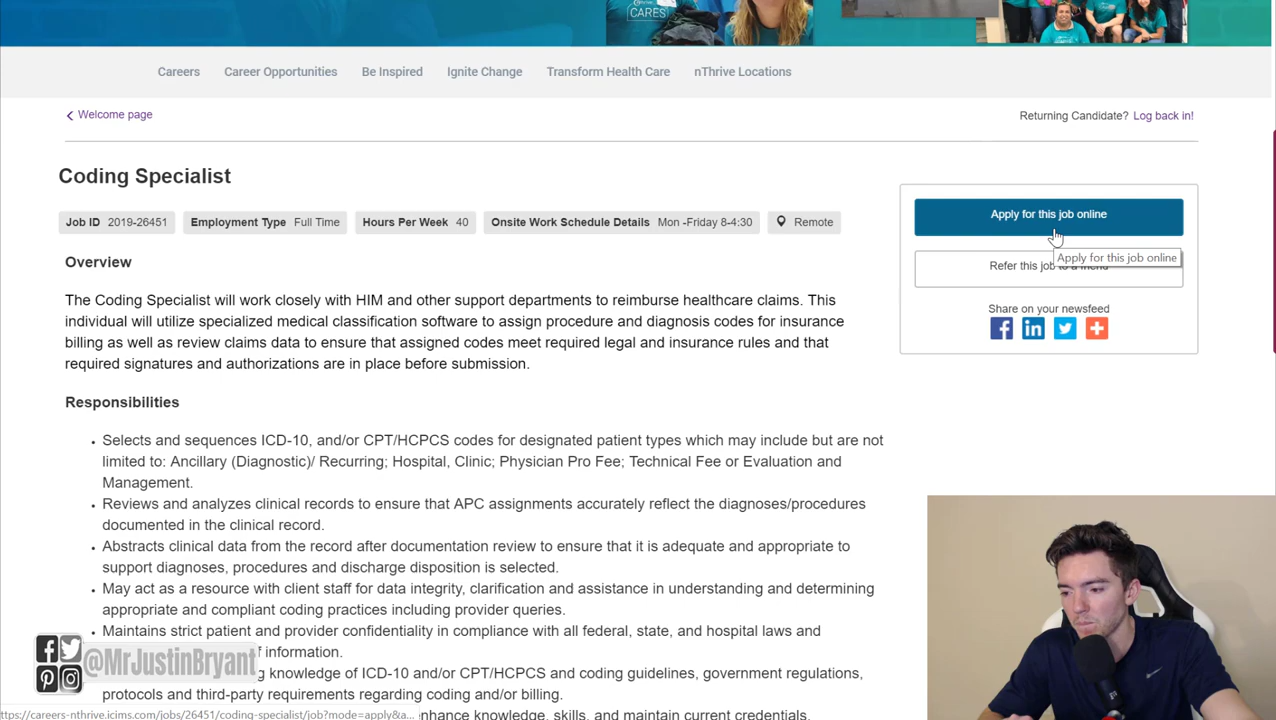 CARES
Careers Career Opportunities Be Inspired Ignite Change Transform Health Care nThrive Locations
Welcome page
Returning Candidate? Log back in!
Coding Specialist
Job ID 2019-26451 Employment Type Full Time Hours Per Week 40 Onsite Work Schedule Details Mon -Friday 8-4:30 Remote
Apply for this job online
Apply for this job online
Refer this job to a friend
Share on your newsfeed
Overview
The Coding Specialist will work closely with HIM and other support departments to reimburse healthcare claims. This
individual will utilize specialized medical classification software to assign procedure and diagnosis codes for insurance
billing as well as review claims data to ensure that assigned codes meet required legal and insurance rules and that
required signatures and authorizations are in place before submission.
Responsibilities
Selects and sequences ICD-10, and/or CPT/HCPCS codes for designated patient types which may include but are not
limited to: Ancillary (Diagnostic)/ Recurring; Hospital, Clinic; Physician Pro Fee; Technical Fee or Evaluation and
Management.
Reviews and analyzes clinical records to ensure that APC assignments accurately reflect the diagnoses/procedures
documented in the clinical record.
Abstracts clinical data from the record after documentation review to ensure that it is adequate and appropriate to
support diagnoses, procedures and discharge disposition is selected.
May act as a resource with client staff for data integrity, clarification and assistance in understanding and determining
appropriate and compliant coding practices including provider queries.
Maintains strict patient and provider confidentiality in compliance with all federal, state, and hospital laws and
of information.
@MrJustinBryant
g knowledge of ICD-10 and/or CPT/HCPCS and coding guidelines, government regulations,
protocols and third-party requirements regarding coding and/or billing.
nhance knowledge, skills, and maintain current credentials.
https://careers-nthrive.icims.com/jobs/26451/coding-specialist/job?mode=apply&a...